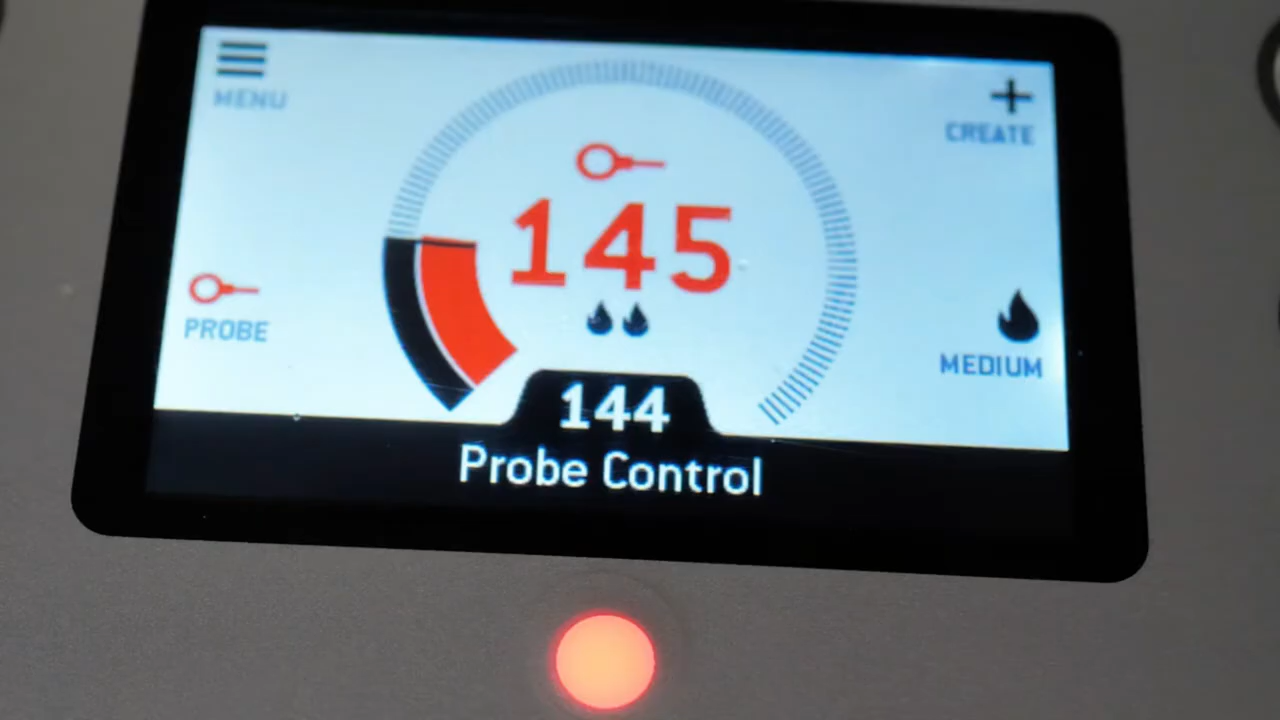 MENU
CREATE
145
PROBE
MEDIUM
144
Probe Control